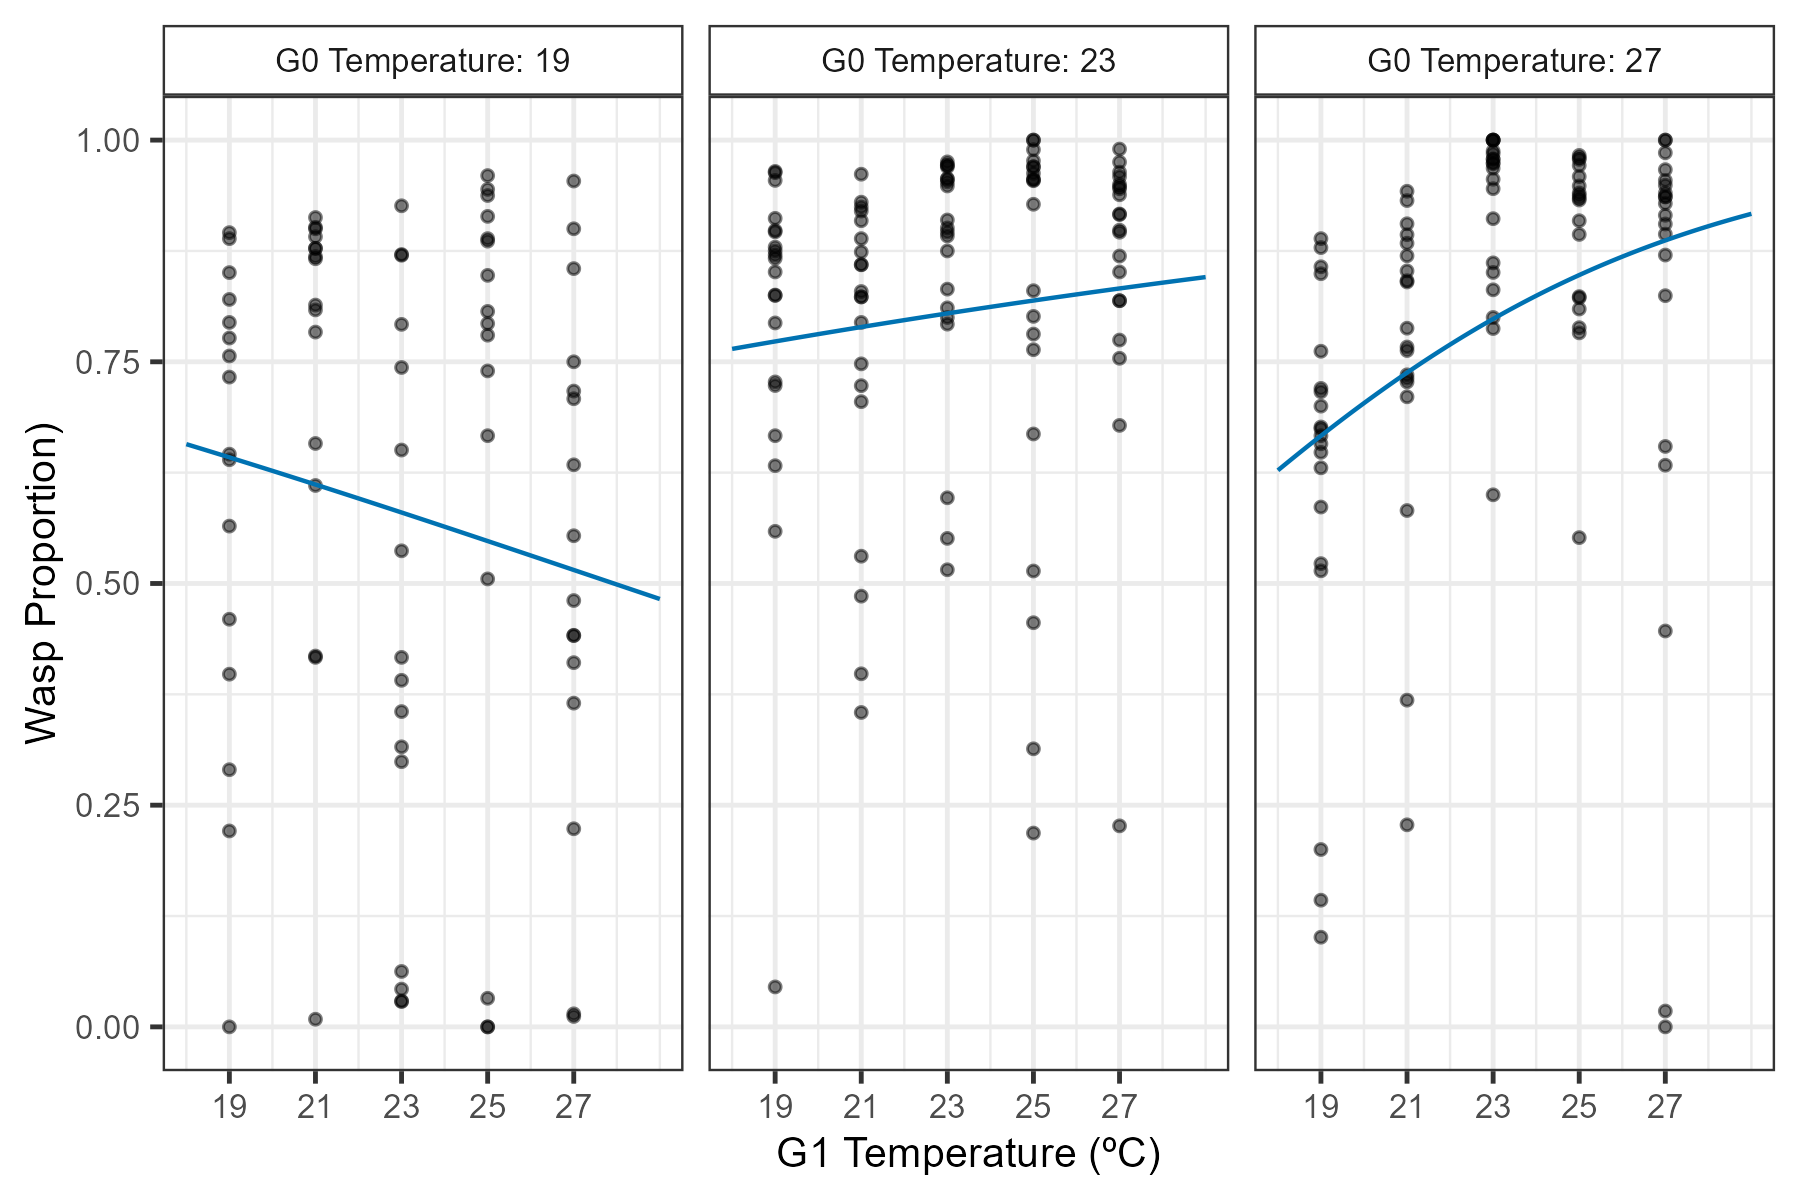 G0 Temperature: 19
G0 Temperature: 23
G0 Temperature: 27
1.00
0.75
0.50
0.25
0.00
Wasp Proportion)
19 21 23 25 27
19 21 23 25 27
19 21 23 25 27
G1 Temperature (ºC)